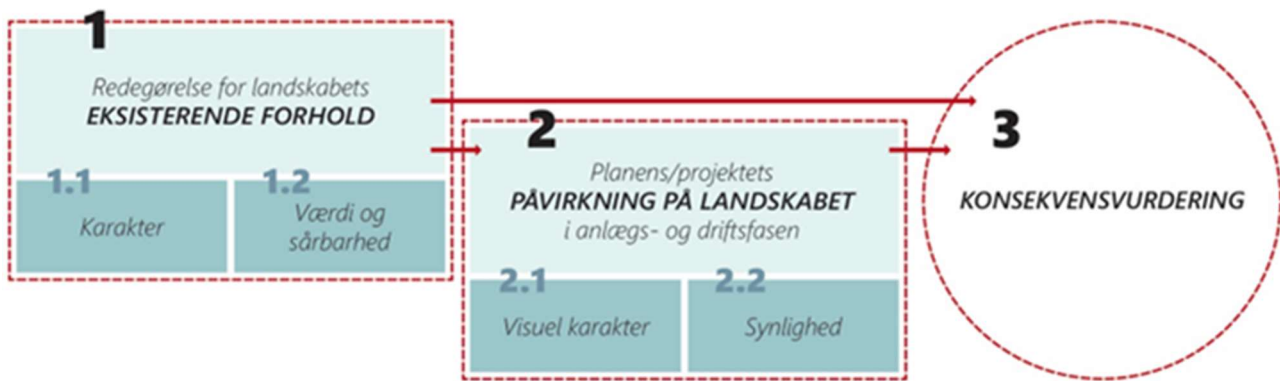 1
Redegørelse for landskabets
EKSISTERENDE FORHOLD
1.1
Karakter
1.2
Værdi og
sårbarhed
2
Planens/projektets
PÅVIRKNING PÅ LANDSKABET
i anlægs- og driftsfasen
2.1
Visuel karakter
2.2
Synlighed
3
KONSEKVENSVURDERING